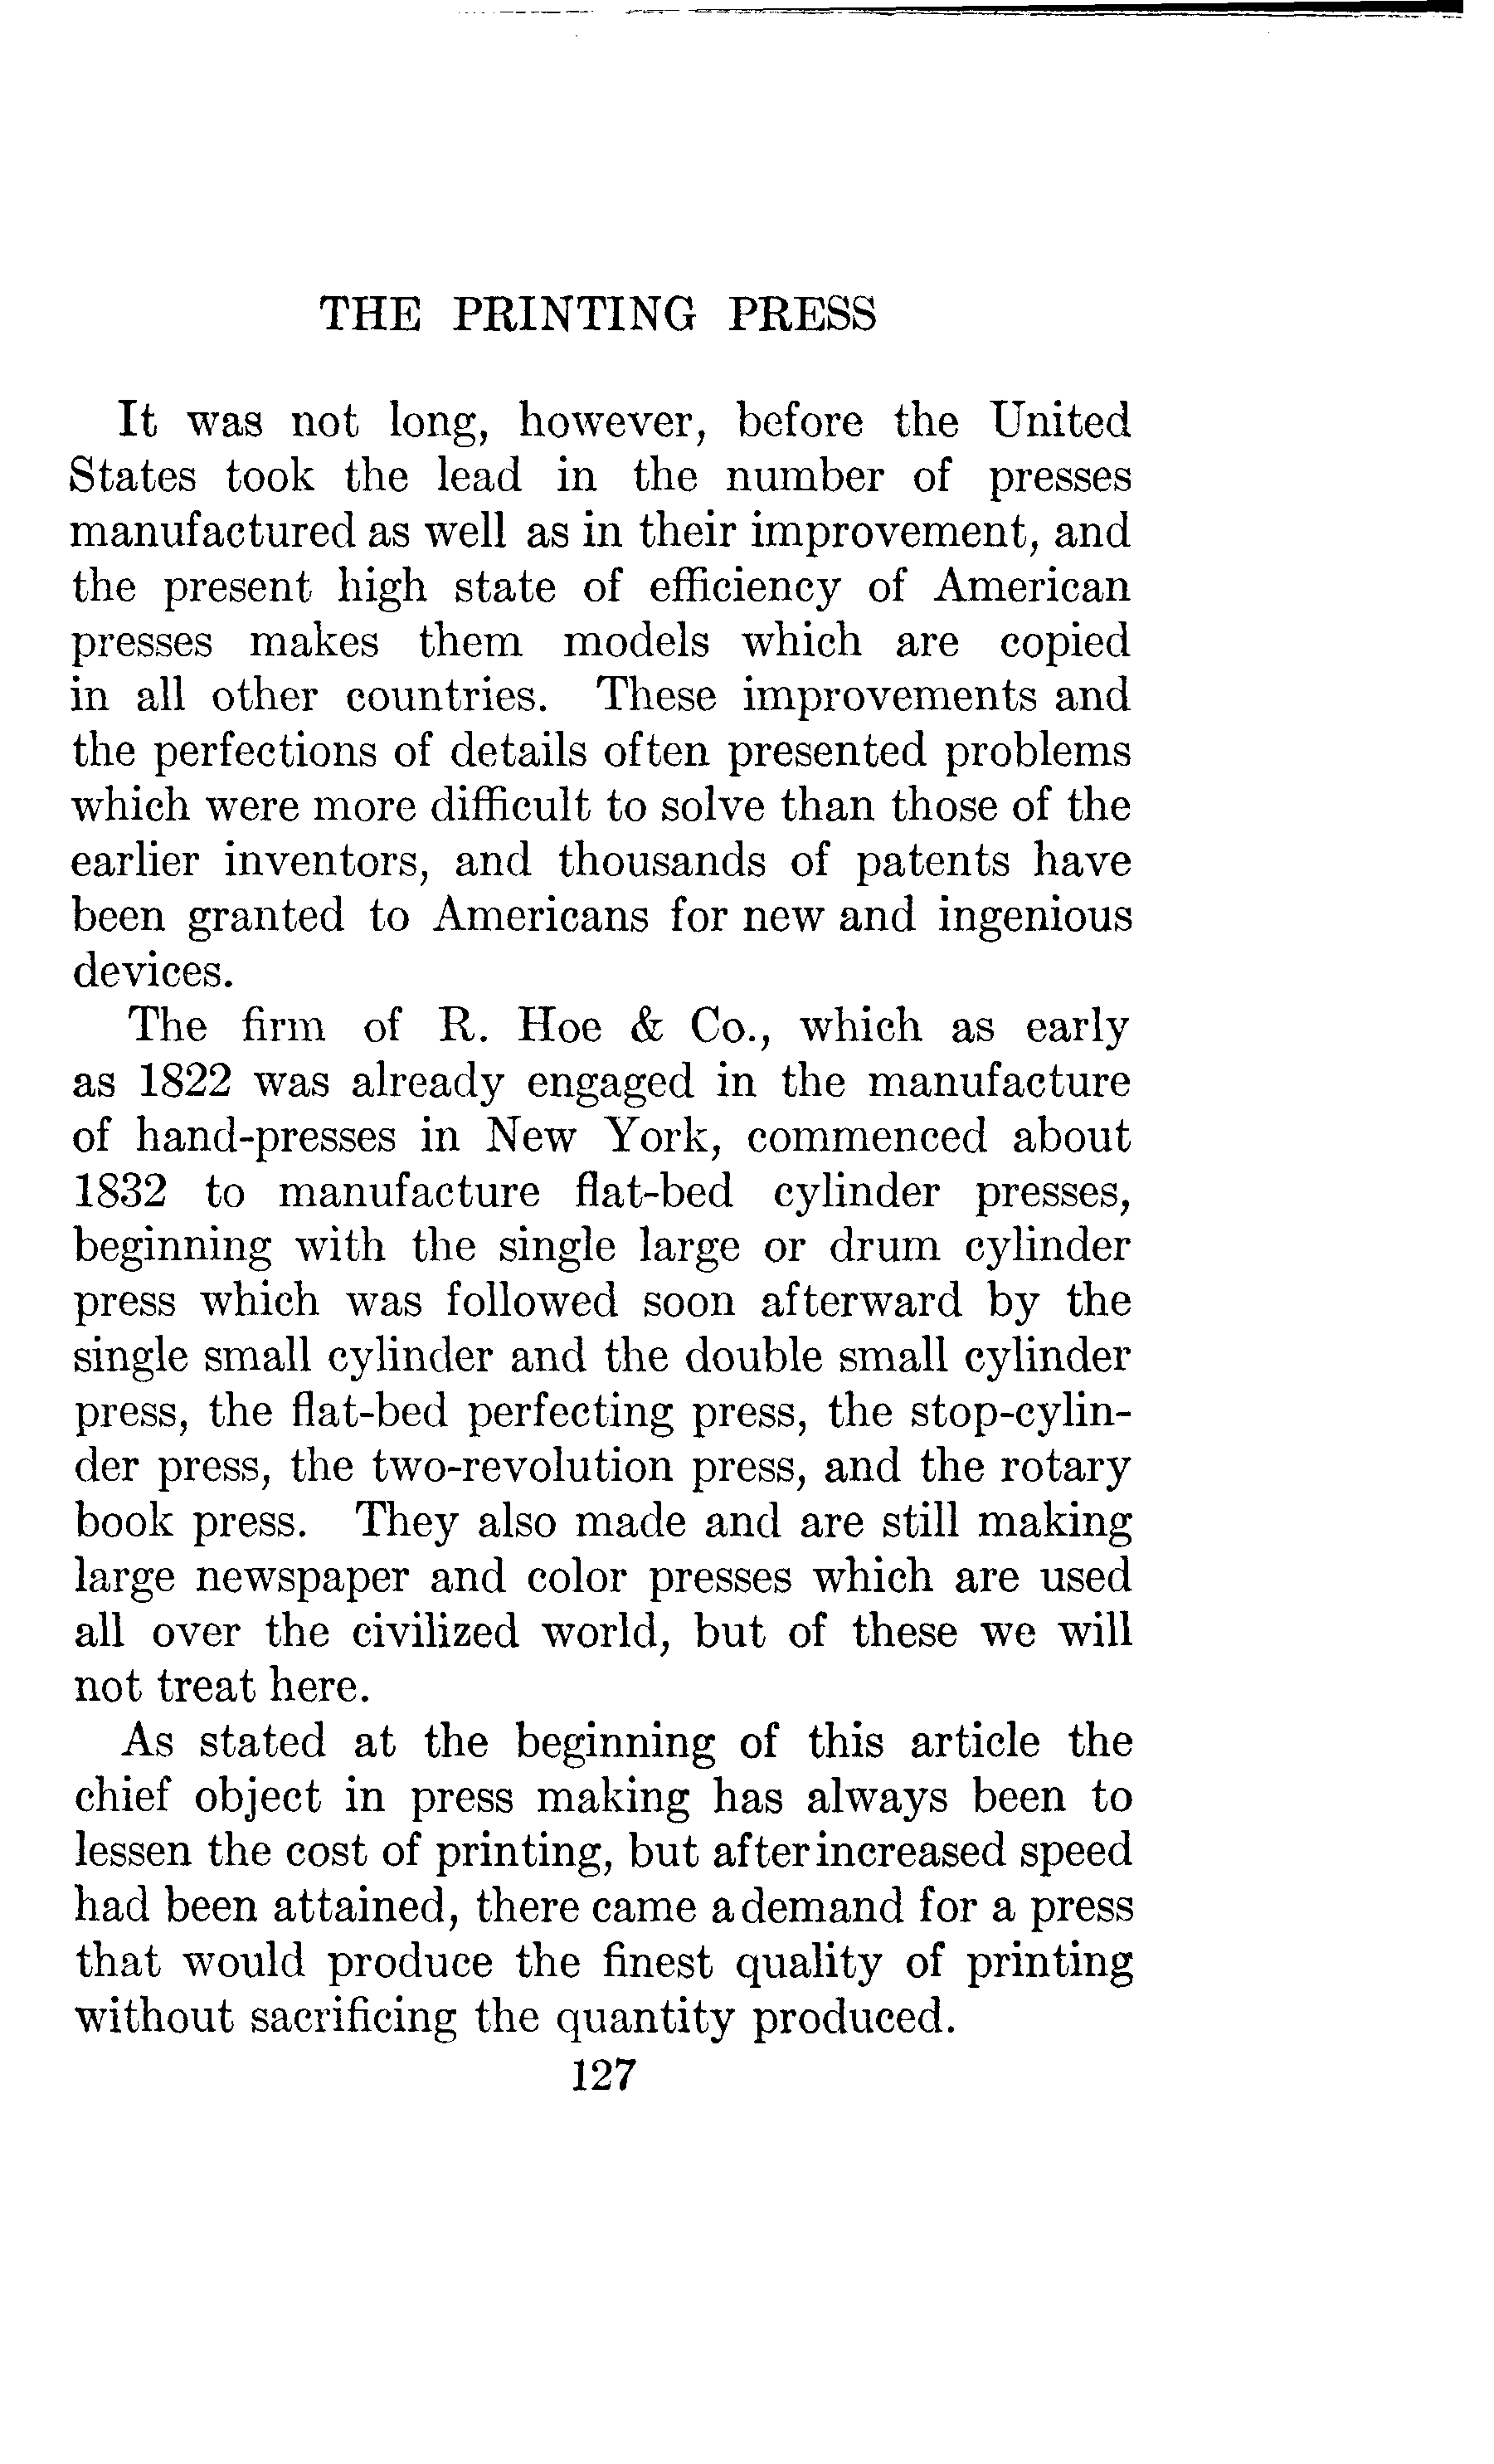 THE PRINTING PRESS
It was not long, however, before the United
States took the lead in the number of presses
manufactured as well as in their improvement, and
the present high state of efficiency of American
presses makes them models which are copied
in all other countries. These improvements and
the perfections of details often presented problems
which were more difficult to solve than those of the
earlier inventors, and thousands of patents have
been granted to Americans for new and ingenious
devices.
The firm of R. Hoe & Co., which as early
as 1822 was already engaged in the manufacture
of hand-presses in New York, commenced about
1832 to manufacture flat-bed cylinder presses,
beginning with the single large or drum cylinder
press which was followed soon afterward by the
single small cylinder and the double small cylinder
press, the flat-bed perfecting press, the stop-cylin-
der press, the two-revolution press, and the rotary
book press. They also made and are still making
large newspaper and color presses which are used
all over the civilized world, but of these we will
not treat here.
As stated at the beginning of this article the
chief object in press making has always been to
lessen the cost of printing, but after increased speed
had been attained, there came a demand for a press
that would produce the finest quality of printing
without sacrificing the quantity produced.
127